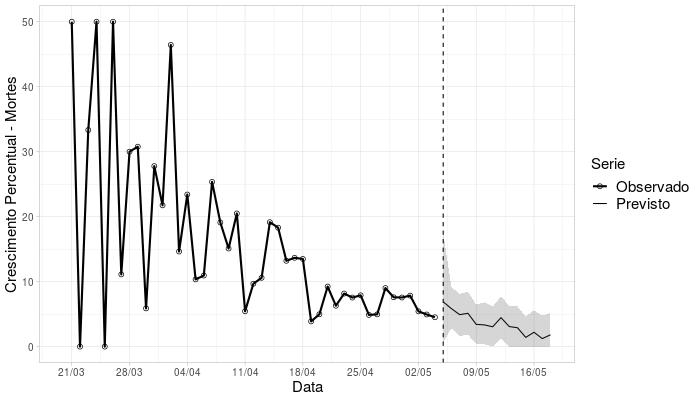 Crescimento Percentual - Mortes
50
40
30
20
10
0
21/03 28/03 04/04 11/04 18/04 25/04 02/05 09/05 16/05
Data
Serie
Observado
Previsto